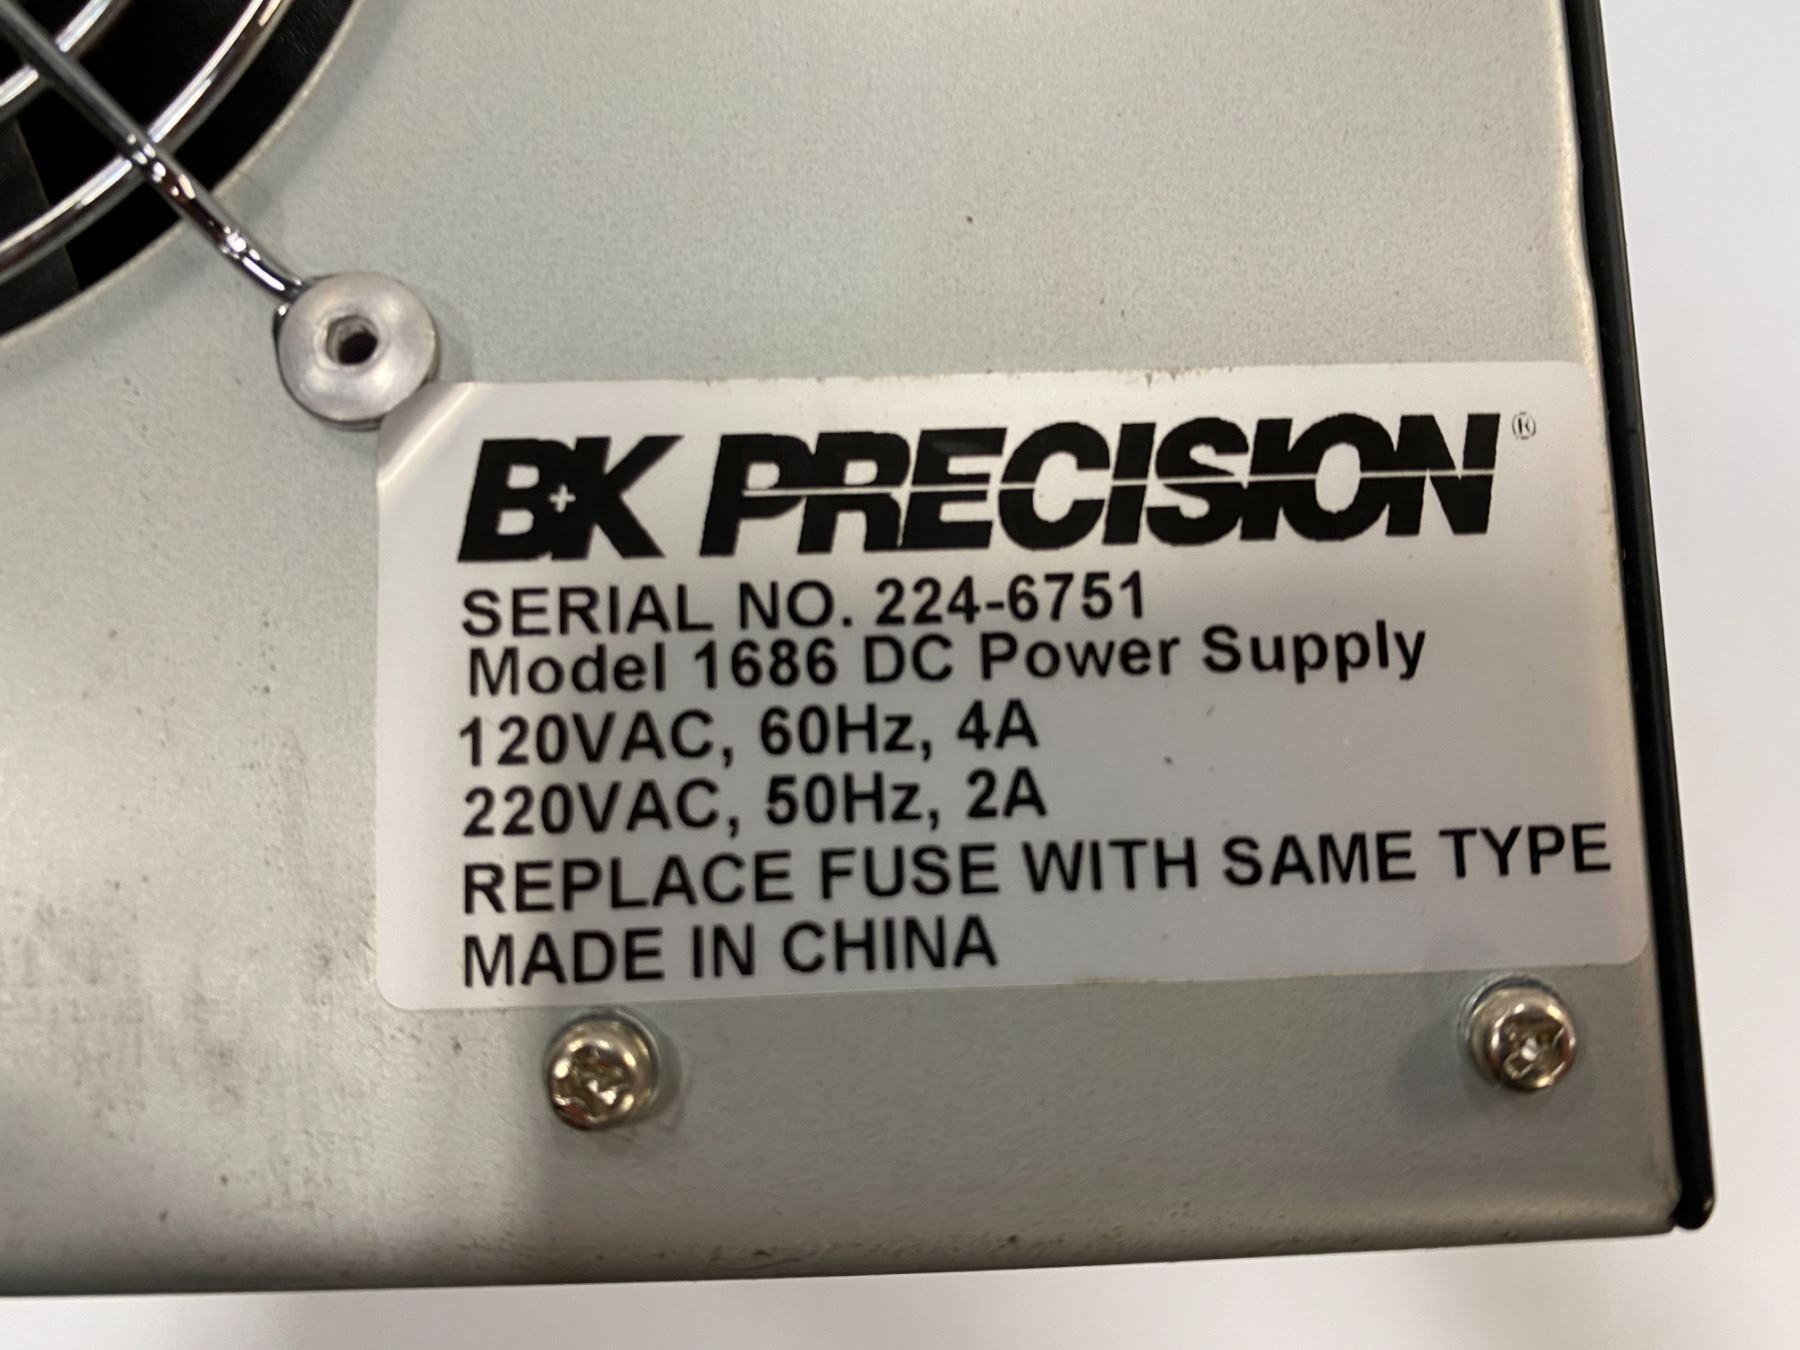 B+K PRECISION®
SERIAL NO. 224-6751
Model 1686 DC Power Supply
120VAC, 60Hz, 4A
220VAC, 50Hz, 2A
REPLACE FUSE WITH SAME TYPE
MADE IN CHINA